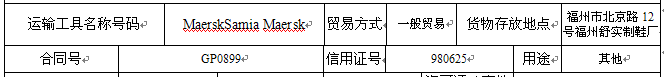 运输工具名称号码 MaerskSamia Maersk 贸易方式 一般贸易 货物存放地点 福州市北京路 12
号福州舒实制鞋厂
合同号 GP0899 信用证号 980625 用途 其他